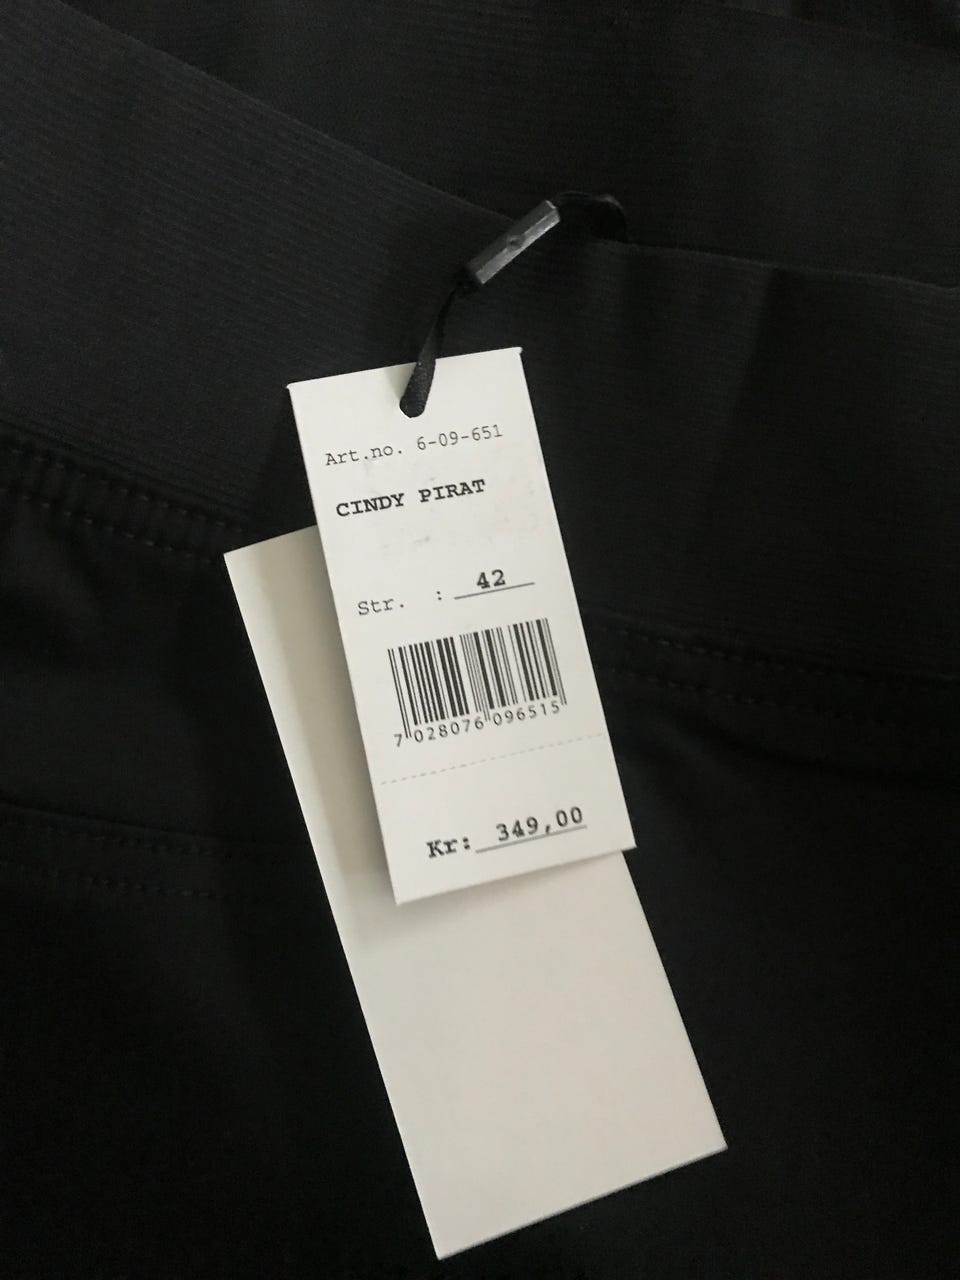 Art.no. 6-09-651
CINDY PIRAT
Str. : 42
7 028076 096515
Kr: 349,00